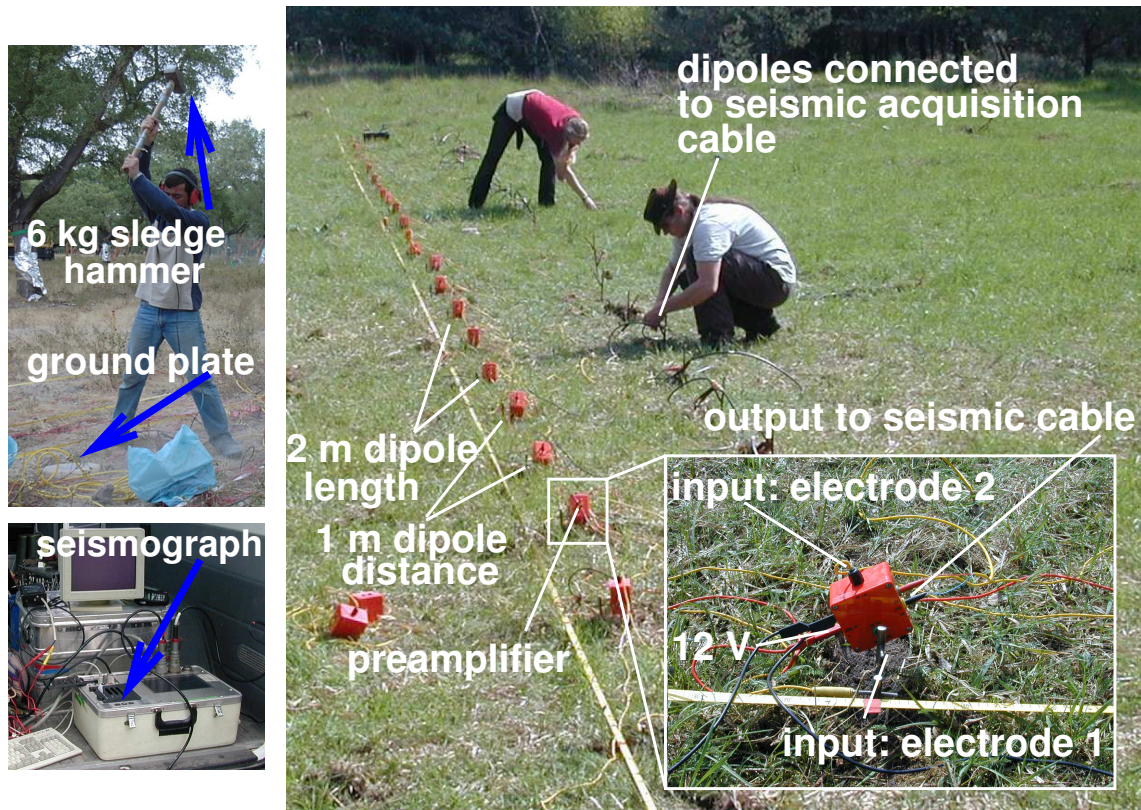 6 kg sledge
hammer
ground plate
seismograph
dipoles connected
to seismic acquisition
cable
2 m dipole
length
1 m dipole
distance
preamplifier
output to seismic cable
input: electrode 2
12 V
input: electrode 1